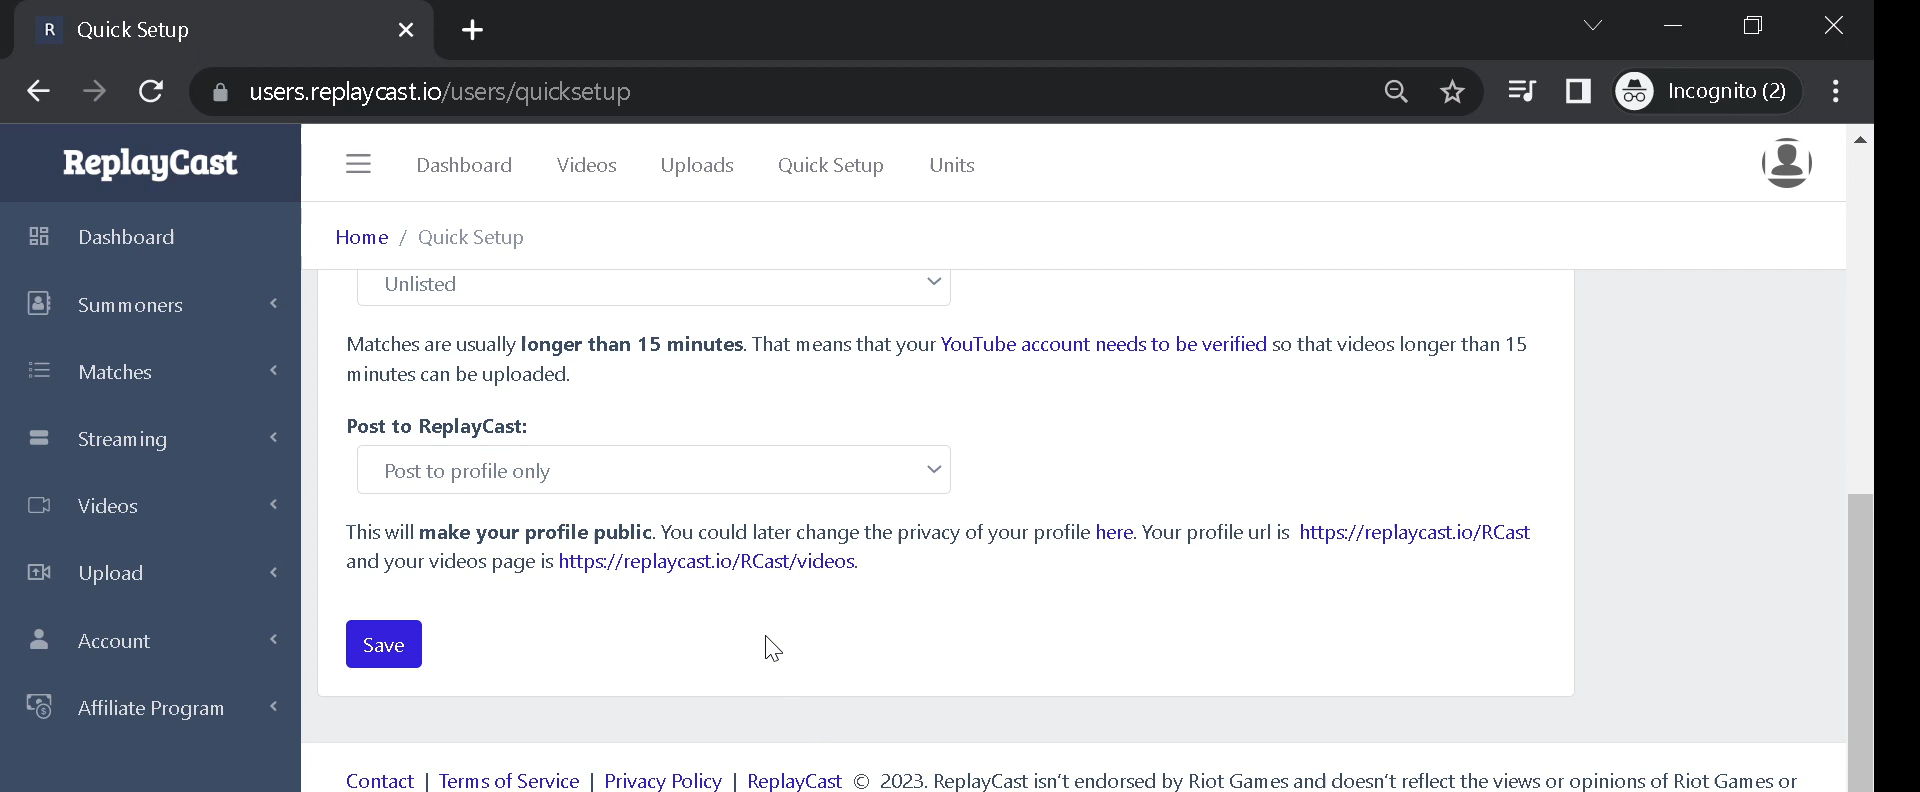 R Quick Setup
users.replaycast.io/users/quicksetup
Incognito (2)
ReplayCast
Dashboard Videos Uploads Quick Setup Units
Dashboard
Summoners
Matches
Streaming
Videos
Upload
Account
Affiliate Program
Home / Quick Setup
Unlisted
Matches are usually longer than 15 minutes. That means that your YouTube account needs to be verified so that videos longer than 15
minutes can be uploaded.
Post to ReplayCast:
Post to profile only
This will make your profile public. You could later change the privacy of your profile here. Your profile url is https://replaycast.io/RCast
and your videos page is https://replaycast.io/RCast/videos.
Save
Contact | Terms of Service | Privacy Policy | ReplayCast © 2023. ReplayCast isn't endorsed by Riot Games and doesn't reflect the views or opinions of Riot Games or